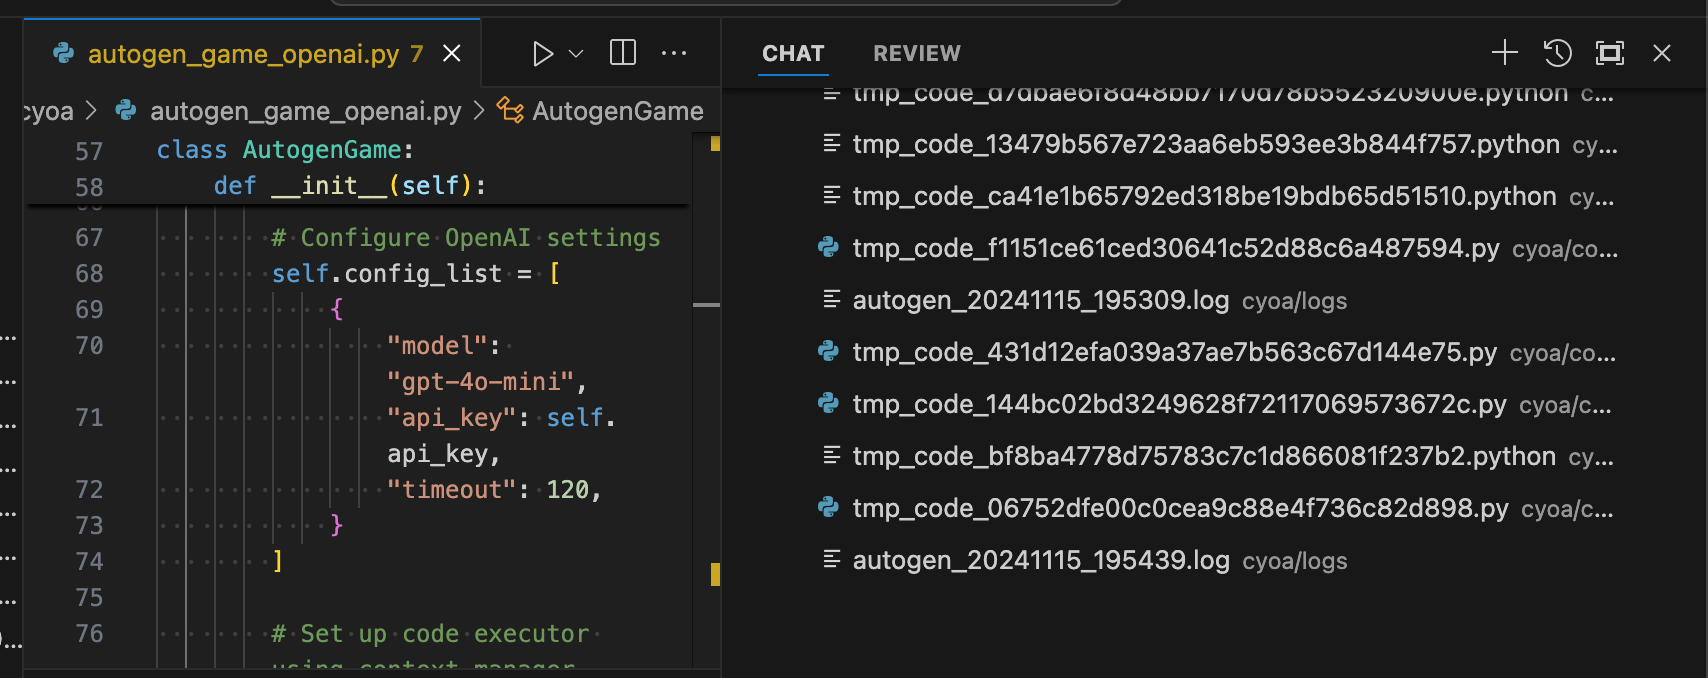 autogen_game_openai.py 7
cyoa > autogen_game_openai.py > AutogenGame
57 class AutogenGame:
58 def __init__(self):
67 # Configure OpenAI settings
68 self.config_list = [
69 {
70 "model":
"gpt-4o-mini",
71 "api_key": self.
api_key,
72 "timeout": 120,
73 }
74 ]
75
76 # Set up code executor
using context manager
CHAT REVIEW
tmp_code_d7dbae6f8d48bb7170d78b552320900e.python c...
tmp_code_13479b567e723aa6eb593ee3b844f757.python cy...
tmp_code_ca41e1b65792ed318be19bdb65d51510.python cy...
tmp_code_f1151ce61ced30641c52d88c6a487594.py cyoa/co...
autogen_20241115_195309.log cyoa/logs
tmp_code_431d12efa039a37ae7b563c67d144e75.py cyoa/co...
tmp_code_144bc02bd3249628f72117069573672c.py cyoa/c...
tmp_code_bf8ba4778d75783c7c1d866081f237b2.python cy...
tmp_code_06752dfe00c0cea9c88e4f736c82d898.py cyoa/c...
autogen_20241115_195439.log cyoa/logs